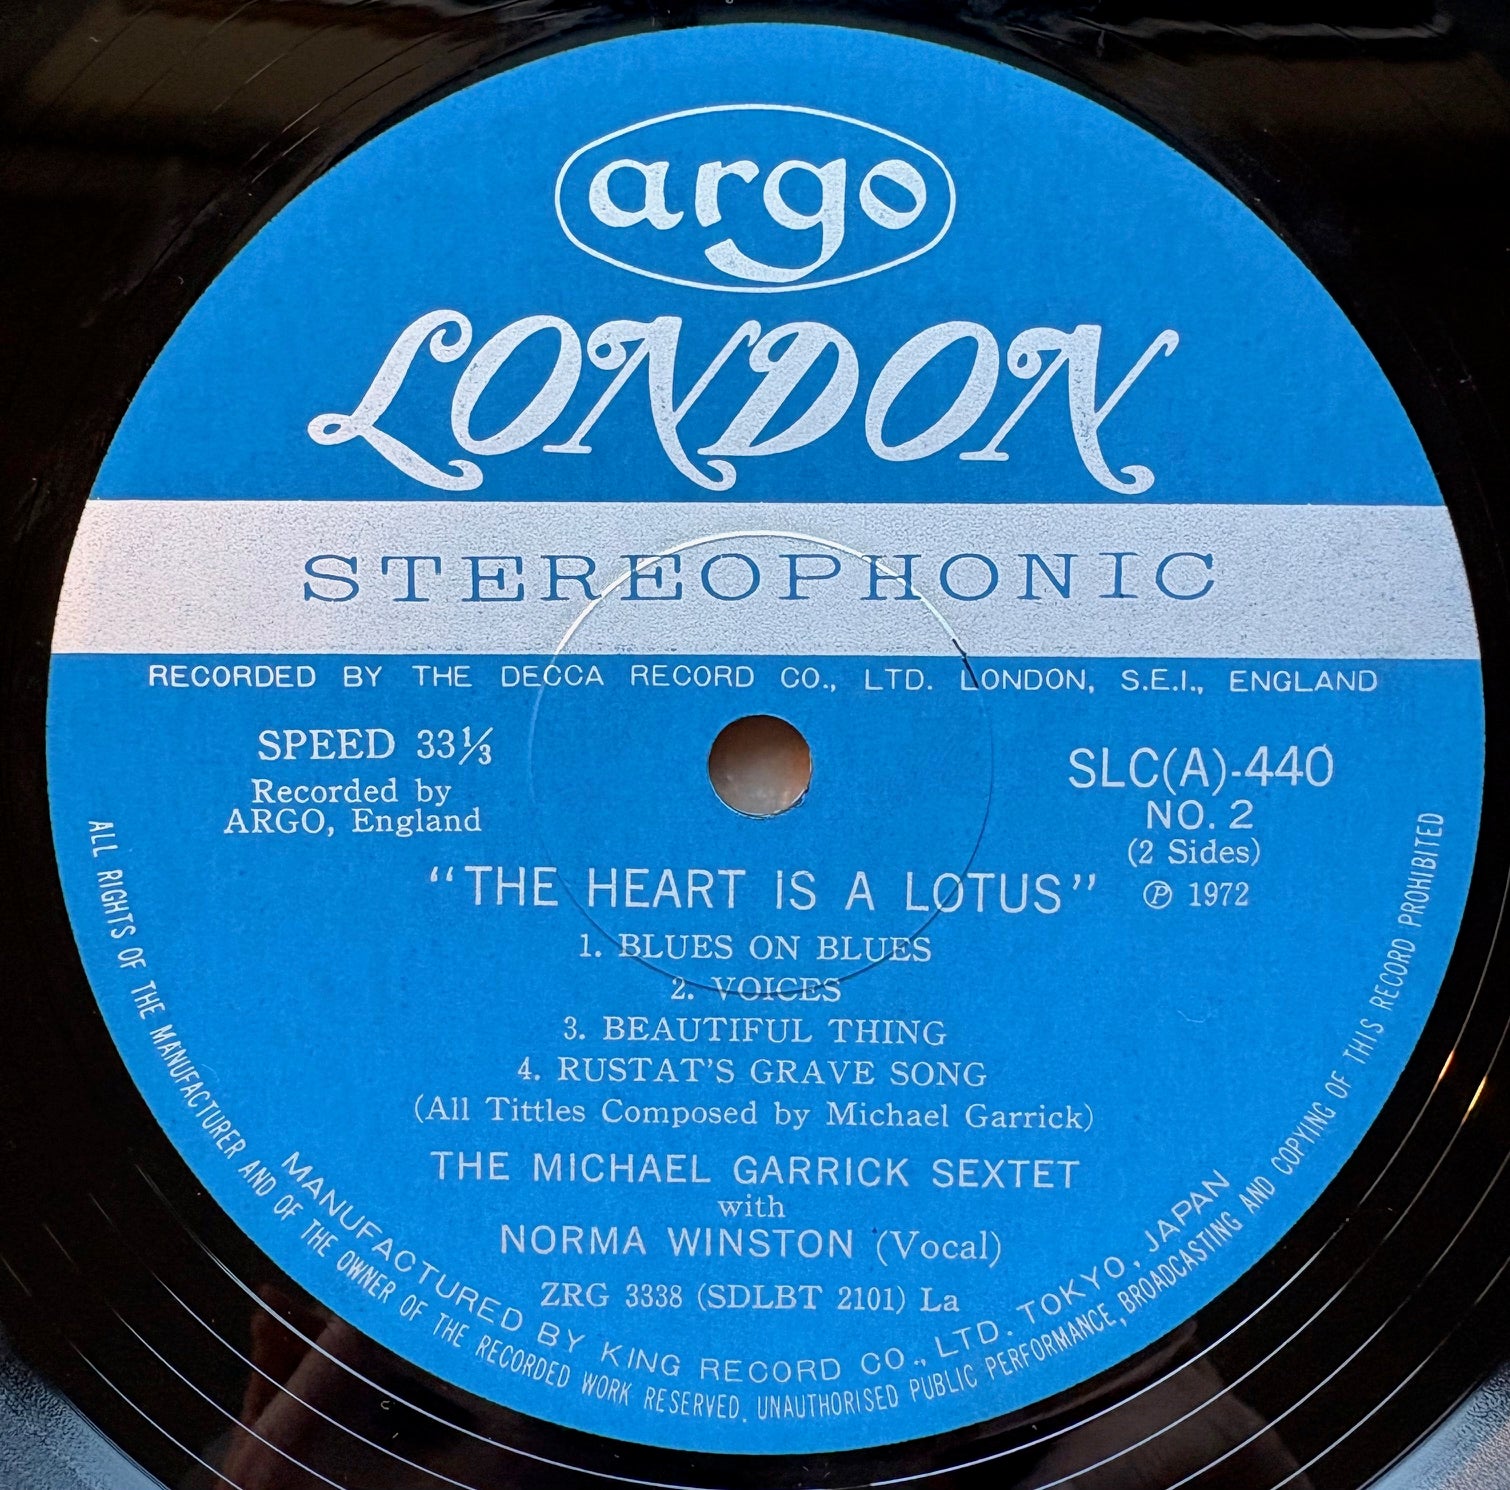 argo
LONDON
STEREOPHONIC
RECORDED BY THE DECCA RECORD CO., LTD. LONDON, S.E.I., ENGLAND
SPEED 33⅓
Recorded by
ARGO, England
SLC(A)-440
NO. 2
(2 Sides)
Ⓟ 1972
“THE HEART IS A LOTUS”
1. BLUES ON BLUES
2. VOICES
3. BEAUTIFUL THING
4. RUSTAT'S GRAVE SONG
(All Tittles Composed by Michael Garrick)
THE MICHAEL GARRICK SEXTET
with
NORMA WINSTON (Vocal)
ZRG 3338 (SDLBT 2101) La
MANUFACTURED BY KING RECORD CO., LTD. TOKYO, JAPAN
ALL RIGHTS OF THE MANUFACTURER AND OF THE OWNER OF THE RECORDED WORK RESERVED. UNAUTHORISED PUBLIC PERFORMANCE, BROADCASTING AND COPYING OF THIS RECORD PROHIBITED